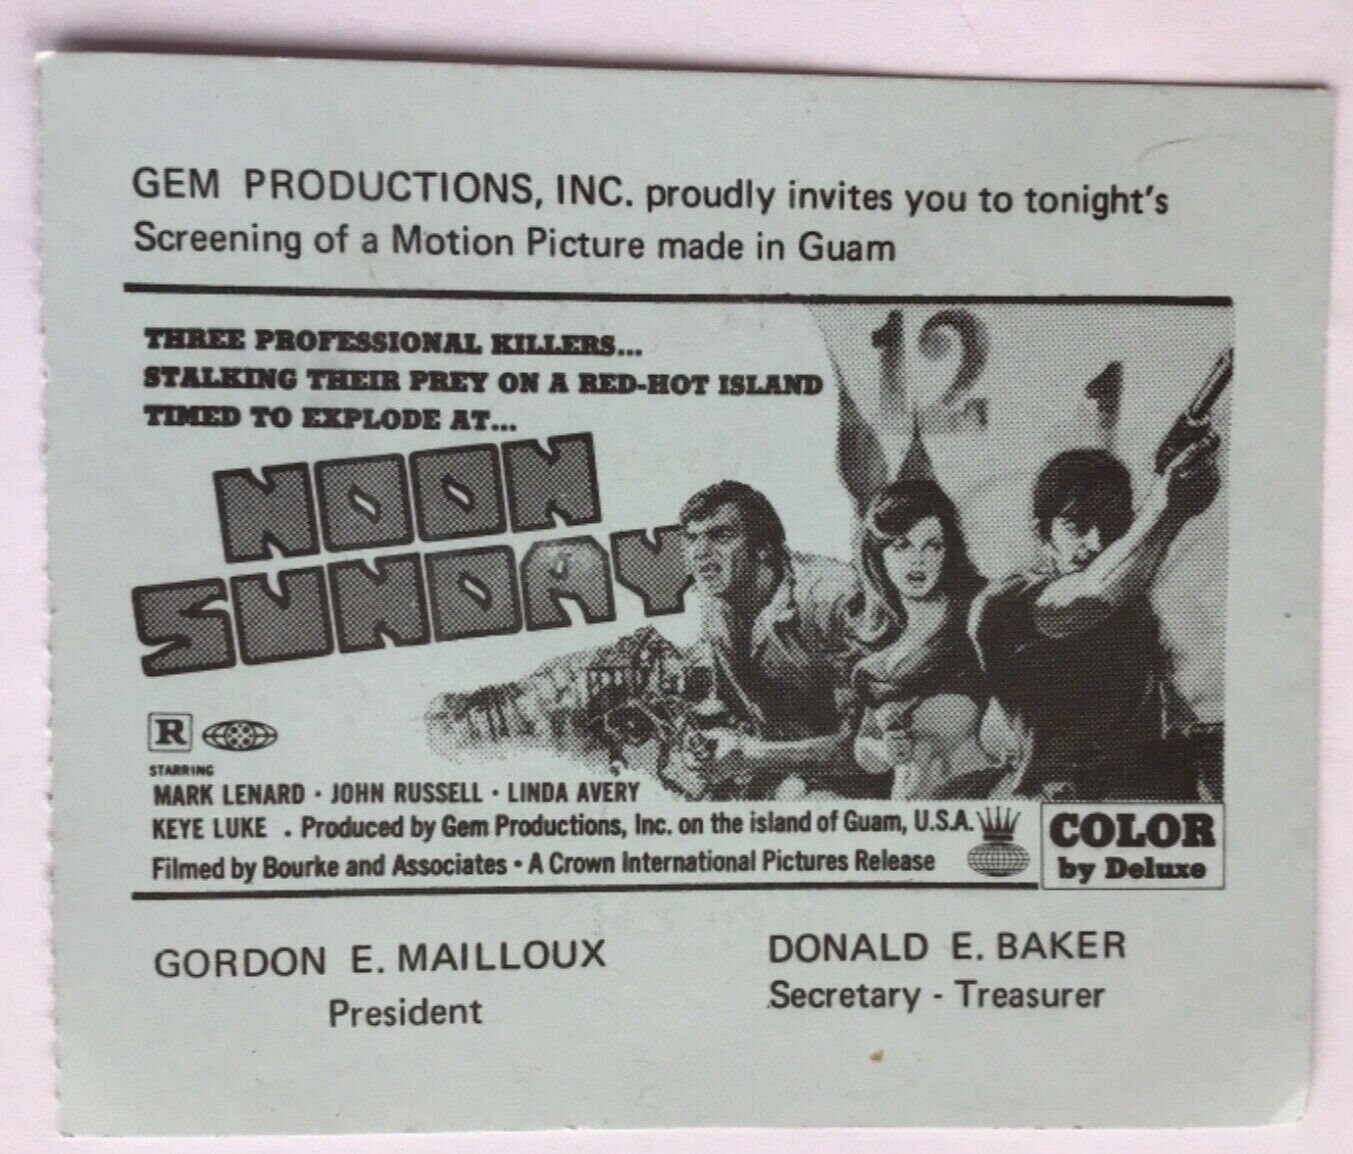 GEM PRODUCTIONS, INC. proudly invites you to tonight's
Screening of a Motion Picture made in Guam
THREE PROFESSIONAL KILLERS...
STALKING THEIR PREY ON A RED-HOT ISLAND
TIMED TO EXPLODE AT...
12 1
NOON
SUNDAY
R
STARRING
MARK LENARD · JOHN RUSSELL · LINDA AVERY
KEYE LUKE . Produced by Gem Productions, Inc. on the island of Guam, U.S.A.
Filmed by Bourke and Associates · A Crown International Pictures Release
COLOR
by Deluxe
GORDON E. MAILLOUX
President
DONALD E. BAKER
Secretary - Treasurer